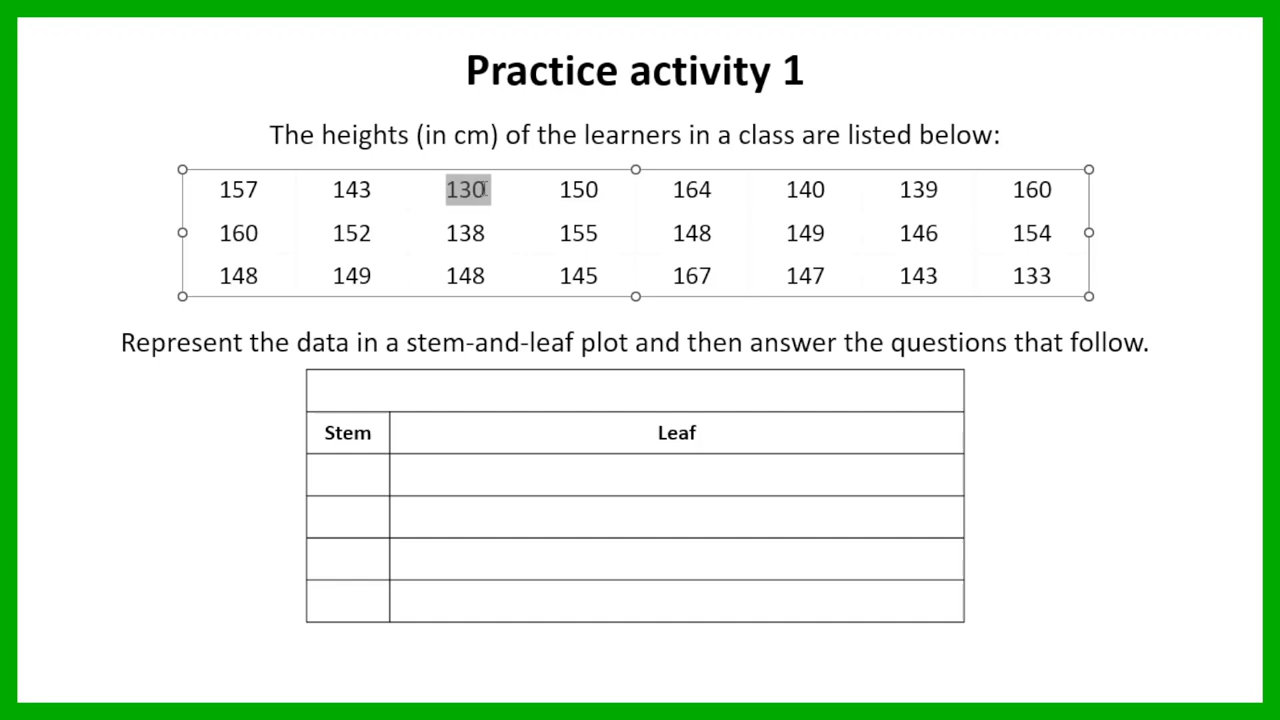 Practice activity 1
The heights (in cm) of the learners in a class are listed below:
157 143 130 150 164 140 139 160
160 152 138 155 148 149 146 154
148 149 148 145 167 147 143 133
Represent the data in a stem-and-leaf plot and then answer the questions that follow.
Stem Leaf